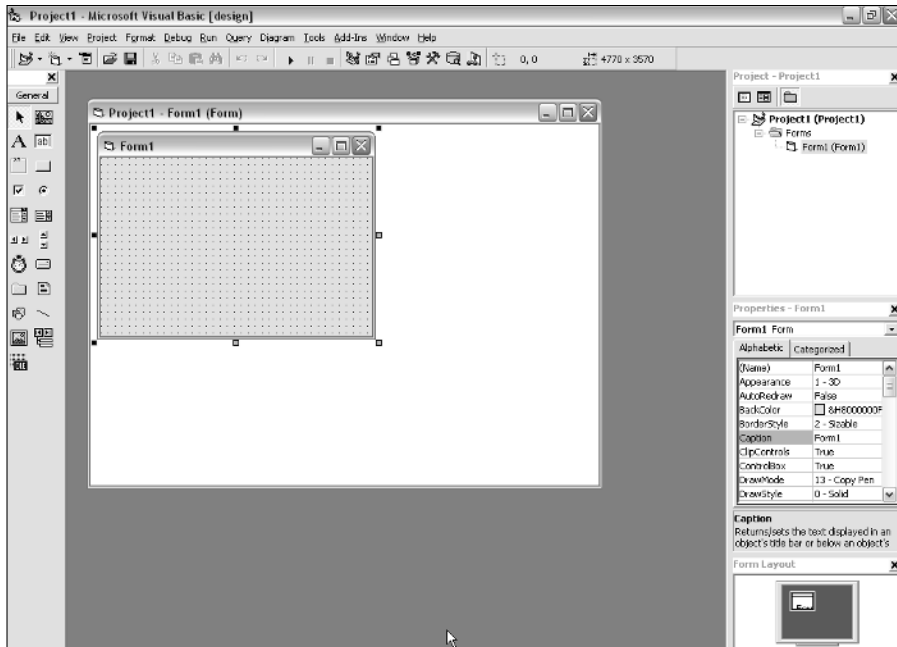 Project1 - Microsoft Visual Basic [design]
File Edit View Project Format Debug Run Query Diagram Tools Add-Ins Window Help
0, 0 4770 x 3570
General
A ab
Project1 - Form1 (Form)
Form1
Project - Project1
Project1 (Project1)
Forms
Form1 (Form1)
Properties - Form1
Form1 Form
Alphabetic Categorized
(Name) Form1
Appearance 1 - 3D
AutoRedraw False
BackColor &H8000000F
BorderStyle 2 - Sizable
Caption Form1
ClipControls True
ControlBox True
DrawMode 13 - Copy Pen
DrawStyle 0 - Solid
Caption
Returns/sets the text displayed in an
object's title bar or below an object's
Form Layout